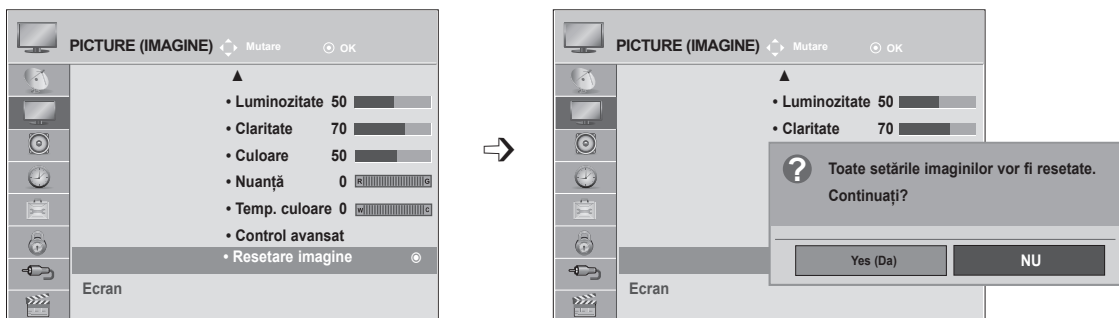 PICTURE (IMAGINE) Mutare OK
▲
• Luminozitate 50
• Claritate 70
• Culoare 50
• Nuanță 0 R G
• Temp. culoare 0 W C
• Control avansat
• Resetare imagine
Ecran
PICTURE (IMAGINE) Mutare OK
▲
• Luminozitate 50
• Claritate 70
? Toate setările imaginilor vor fi resetate.
Continuați?
Yes (Da) NU
Ecran